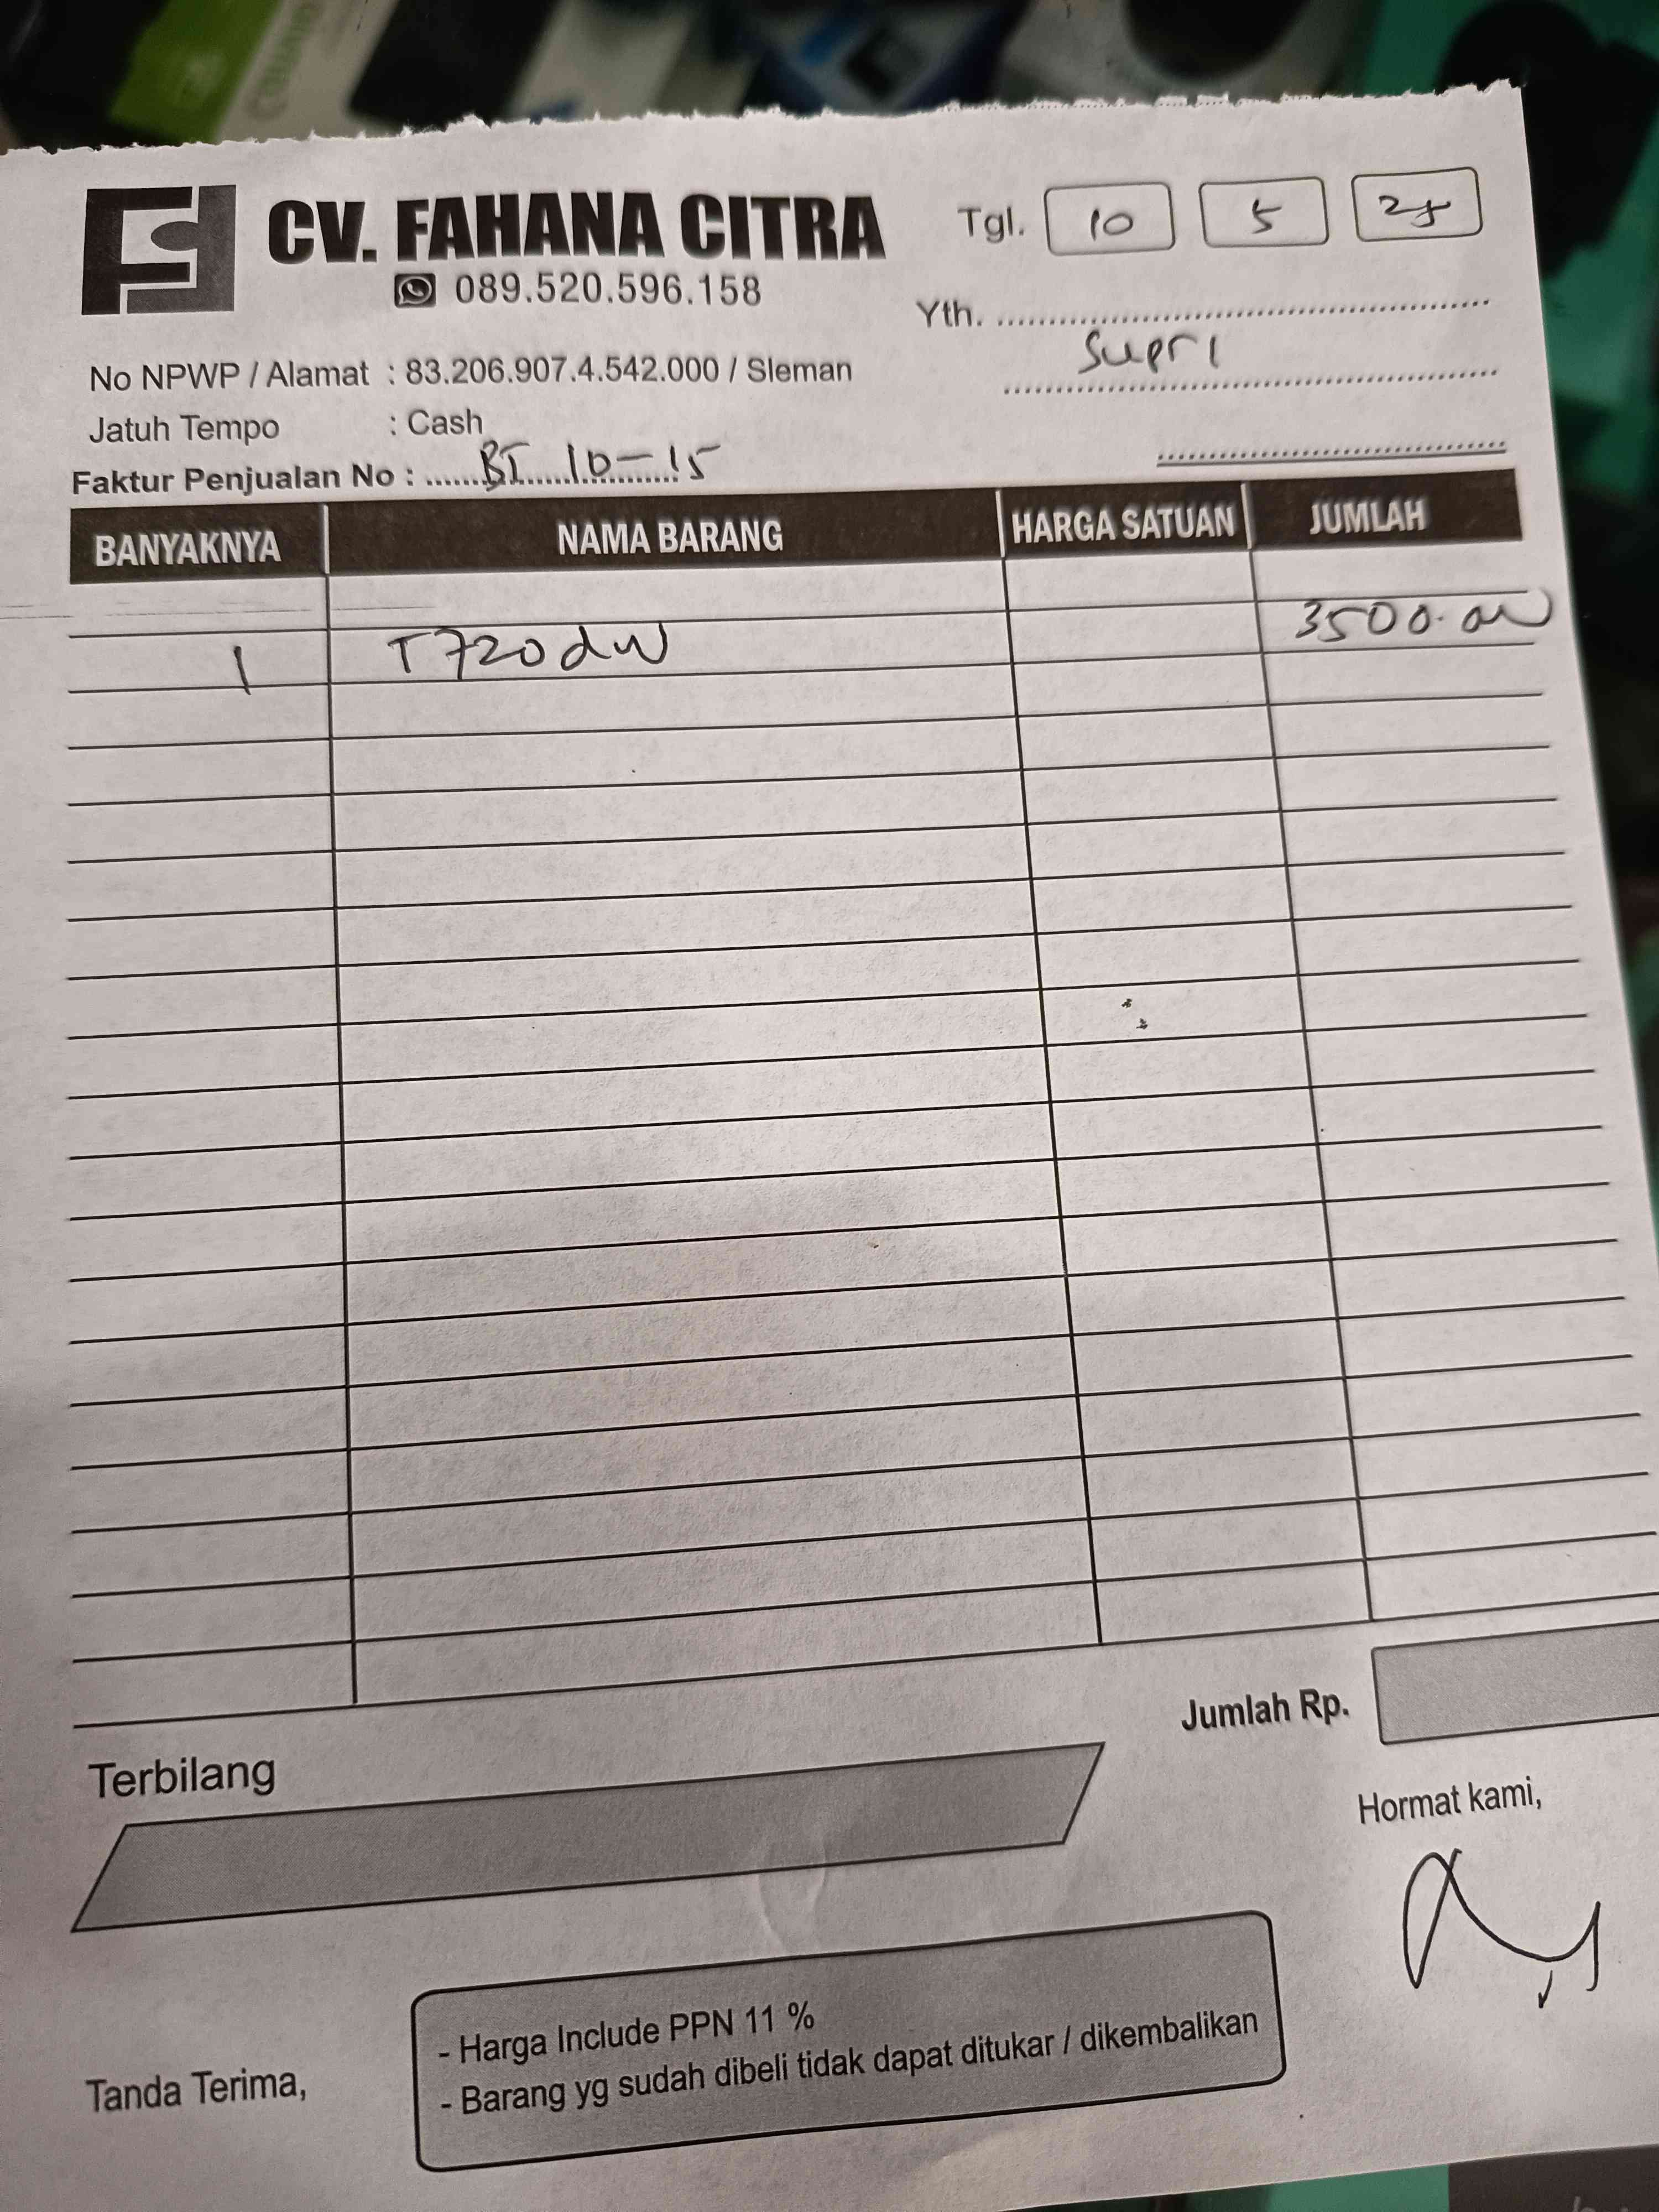 CV. FAHANA CITRA
089.520.596.158
Tgl. 10 5 25
Yth.
Supri
No NPWP / Alamat : 83.206.907.4.542.000 / Sleman
Jatuh Tempo : Cash
Faktur Penjualan No : BT 10-15
BANYAKNYA NAMA BARANG HARGA SATUAN JUMLAH
1 T720dw 3500.000
Jumlah Rp.
Terbilang
Hormat kami,
- Harga Include PPN 11 %
- Barang yg sudah dibeli tidak dapat ditukar / dikembalikan
Tanda Terima,